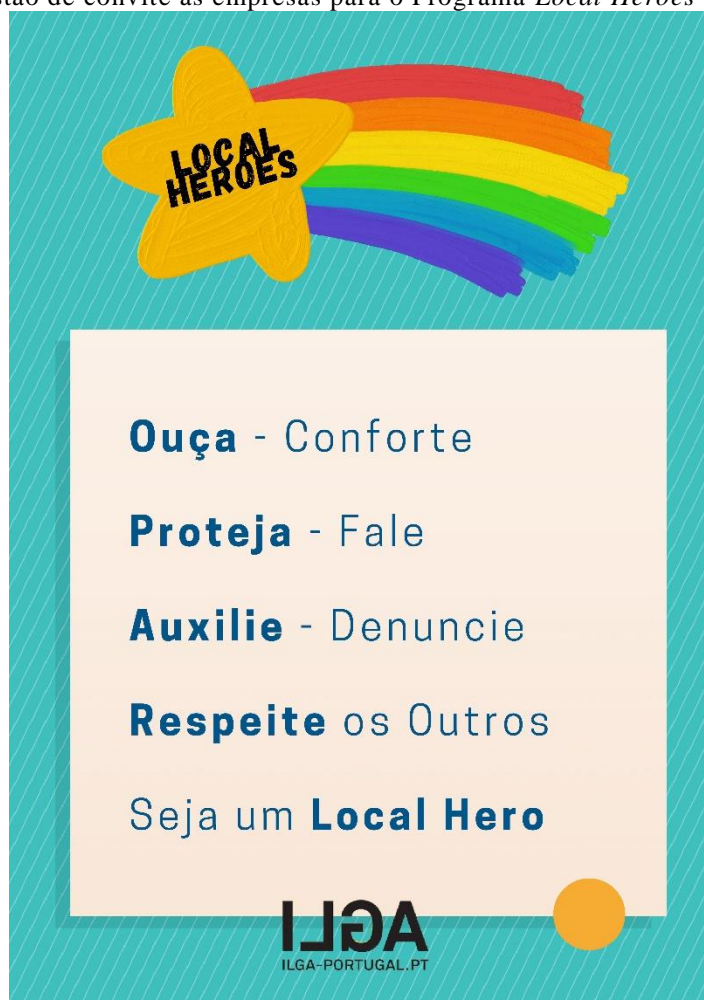 stão de convite às empresas para o Programa Local Heroes
LOCAL
HEROES
Ouça - Conforte
Proteja - Fale
Auxilie - Denuncie
Respeite os Outros
Seja um Local Hero
ILGA
ILGA-PORTUGAL.PT